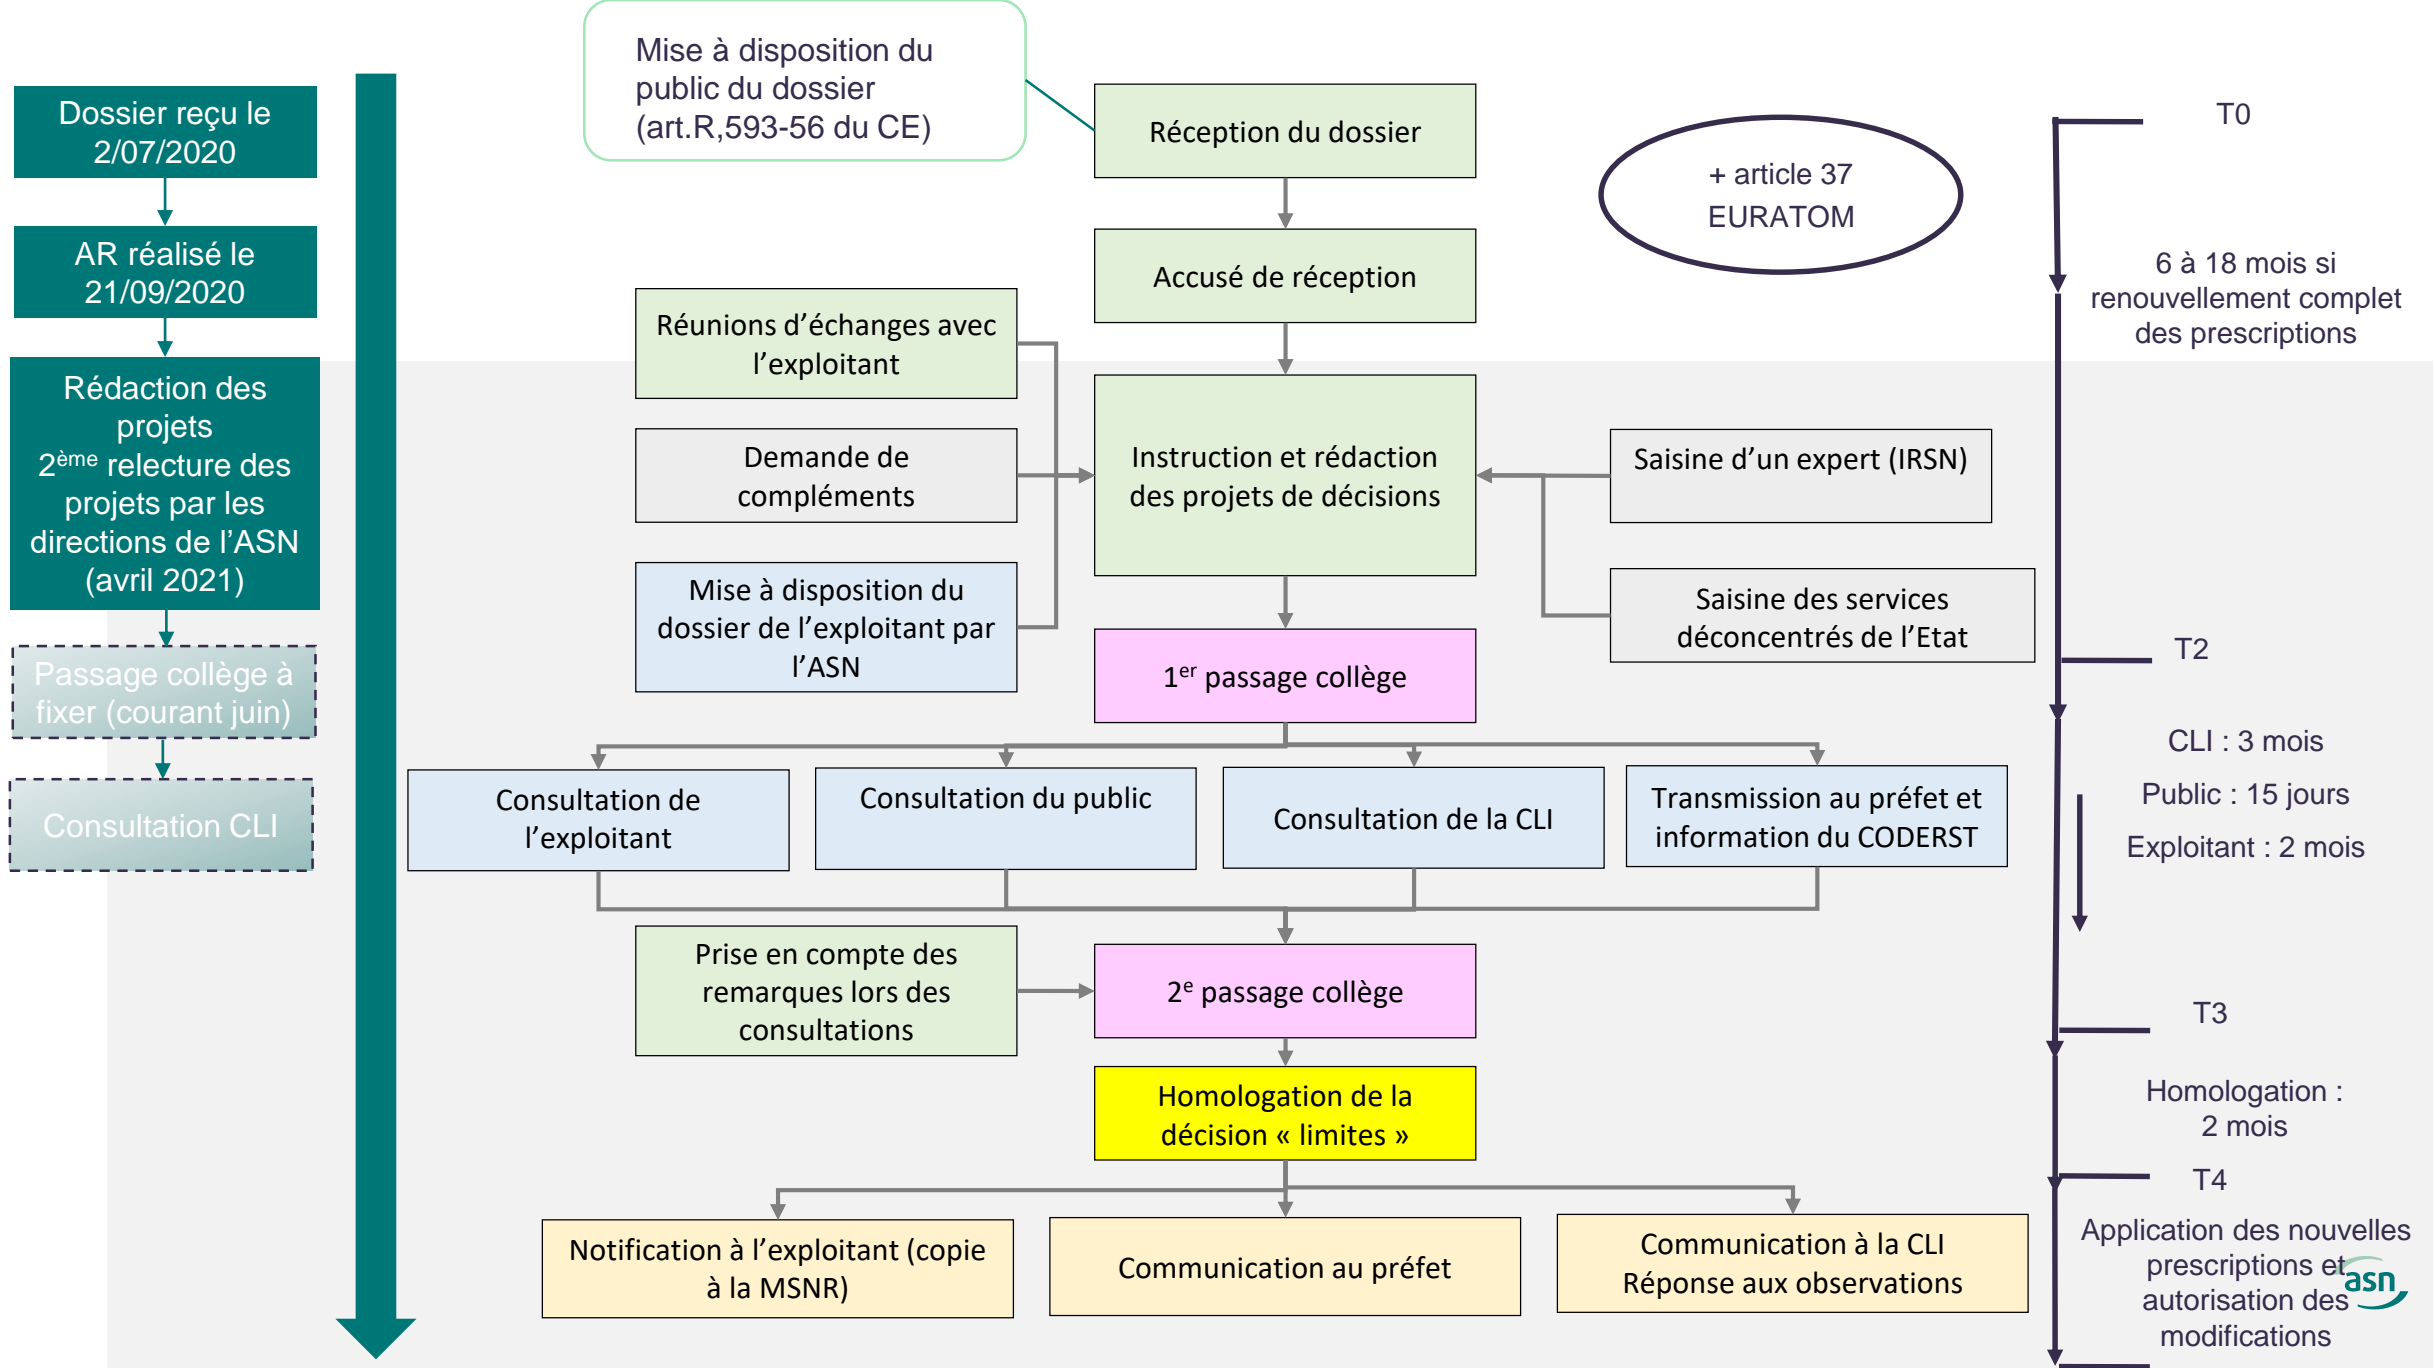 Mise à disposition du
public du dossier
(art.R,593-56 du CE)
Dossier reçu le
2/07/2020
AR réalisé le
21/09/2020
Rédaction des
projets
2ème relecture des
projets par les
directions de l'ASN
(avril 2021)
Passage collège à
fixer (courant juin)
Consultation CLI
Réception du dossier
Accusé de réception
Réunions d'échanges avec
l'exploitant
Demande de
compléments
Mise à disposition du
dossier de l'exploitant par
l'ASN
Instruction et rédaction
des projets de décisions
Saisine d'un expert (IRSN)
Saisine des services
déconcentrés de l'Etat
1er passage collège
Consultation de
l'exploitant
Consultation du public
Consultation de la CLI
Transmission au préfet et
information du CODERST
Prise en compte des
remarques lors des
consultations
2e passage collège
Homologation de la
décision « limites »
Notification à l'exploitant (copie
à la MSNR)
Communication au préfet
Communication à la CLI
Réponse aux observations
+ article 37
EURATOM
T0
6 à 18 mois si
renouvellement complet
des prescriptions
T2
CLI : 3 mois
Public : 15 jours
Exploitant : 2 mois
T3
Homologation :
2 mois
T4
Application des nouvelles
prescriptions et
autorisation des
modifications
asn